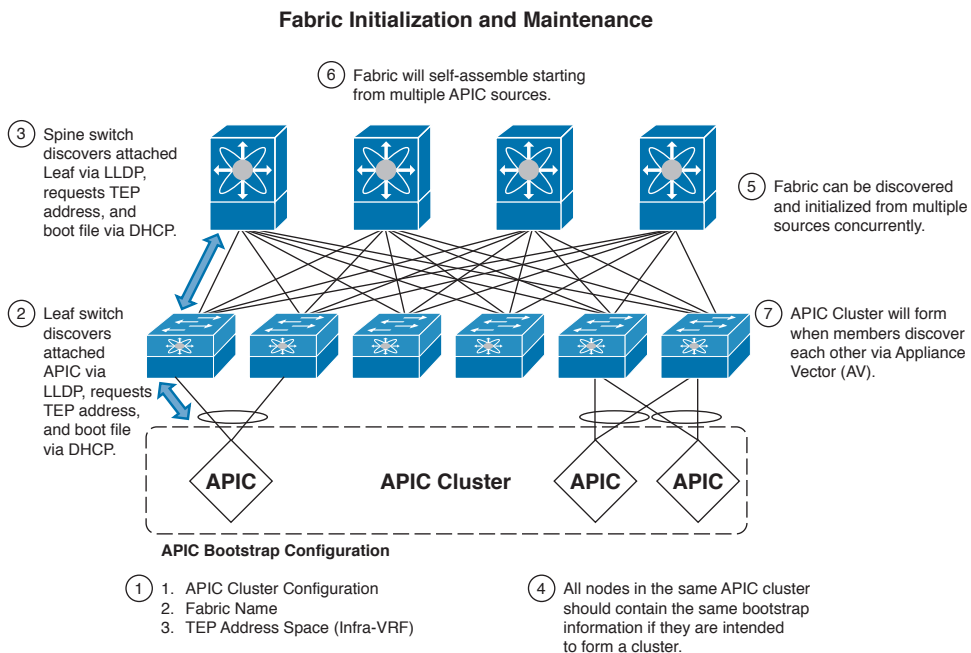 Fabric Initialization and Maintenance
6 Fabric will self-assemble starting
from multiple APIC sources.
3 Spine switch
discovers attached
Leaf via LLDP,
requests TEP
address, and
boot file via DHCP.
5 Fabric can be discovered
and initialized from multiple
sources concurrently.
2 Leaf switch
discovers
attached
APIC via
LLDP, requests
TEP address,
and boot file
via DHCP.
7 APIC Cluster will form
when members discover
each other via Appliance
Vector (AV).
APIC
APIC Cluster
APIC
APIC
APIC Bootstrap Configuration
1 1. APIC Cluster Configuration
2. Fabric Name
3. TEP Address Space (Infra-VRF)
4 All nodes in the same APIC cluster
should contain the same bootstrap
information if they are intended
to form a cluster.